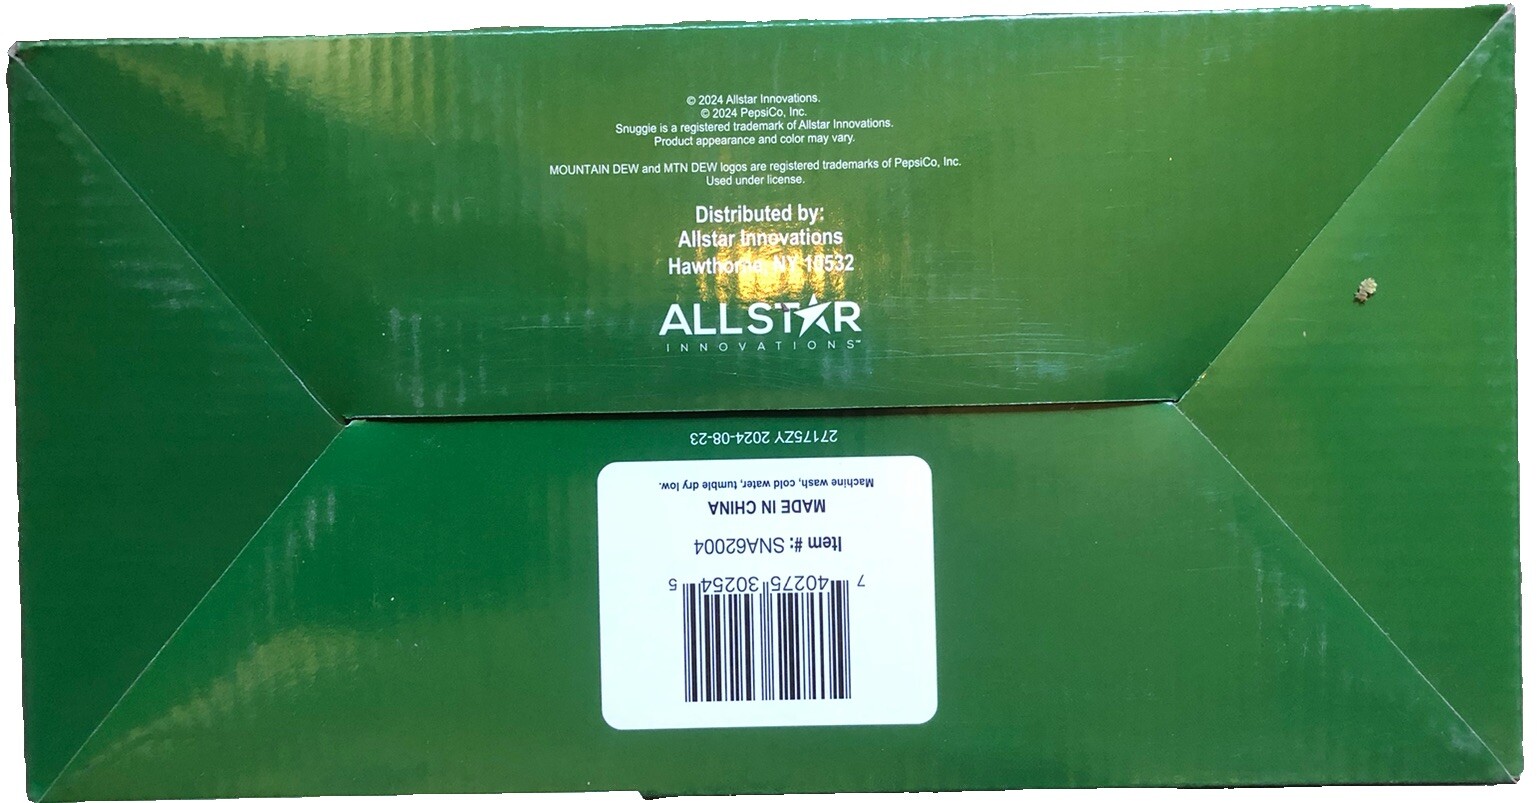 © 2024 Allstar Innovations.
© 2024 PepsiCo, Inc.
Snuggie is a registered trademark of Allstar Innovations.
Product appearance and color may vary.
MOUNTAIN DEW and MTN DEW logos are registered trademarks of PepsiCo, Inc.
Used under license.
Distributed by:
Allstar Innovations
Hawthorne, NY 10532
ALLSTAR
INNOVATIONS™
27175ZY 2024-08-23
7 40275 30254 5
Item #: SNA62004
MADE IN CHINA
Machine wash, cold water, tumble dry low.